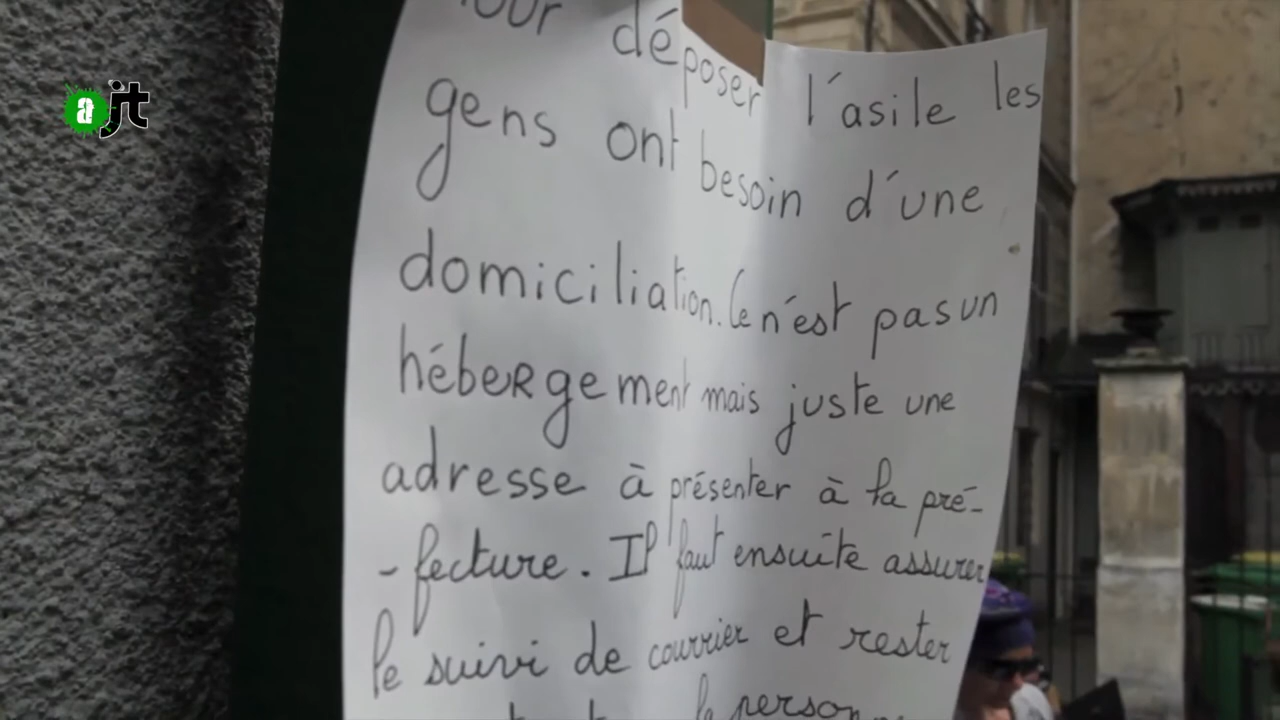 ajt
déposer l'asile les
gens ont besoin d'une
domiciliation. Ce n'est pas un
hébergement mais juste une
adresse à présenter à la pré-
- fecture. Il faut ensuite assurer
le suivi de courrier et rester